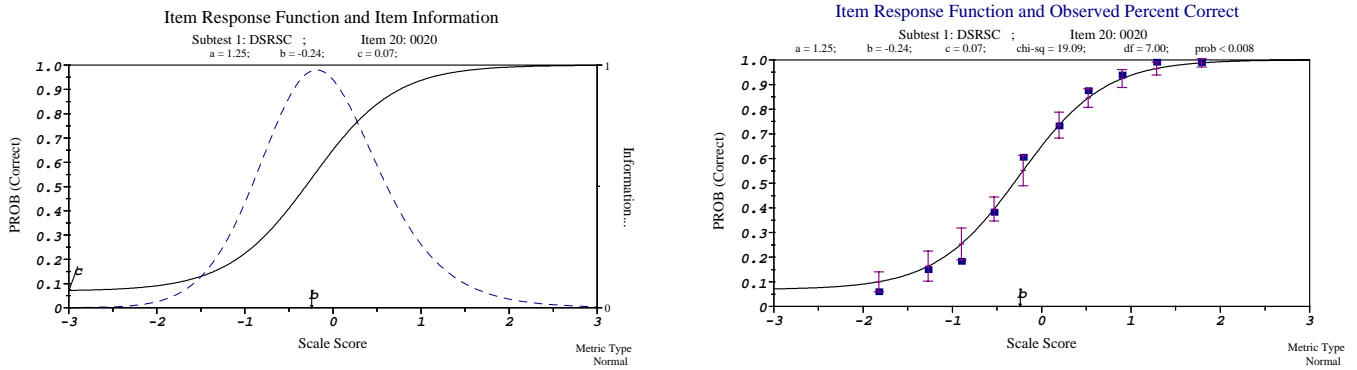 Item Response Function and Item Information
Subtest 1: DSRSC ; Item 20: 0020
a = 1.25; b = -0.24; c = 0.07;
1.0
0.9
0.8
0.7
0.6
0.5
0.4
0.3
0.2
0.1
0
PROB (Correct)
c
b
1
0
Information...
-3 -2 -1 0 1 2 3
Scale Score
Metric Type
Normal
Item Response Function and Observed Percent Correct
Subtest 1: DSRSC ; Item 20: 0020
a = 1.25; b = -0.24; c = 0.07; chi-sq = 19.09; df = 7.00; prob < 0.008
1.0
0.9
0.8
0.7
0.6
0.5
0.4
0.3
0.2
0.1
0
PROB (Correct)
b
-3 -2 -1 0 1 2 3
Scale Score
Metric Type
Normal